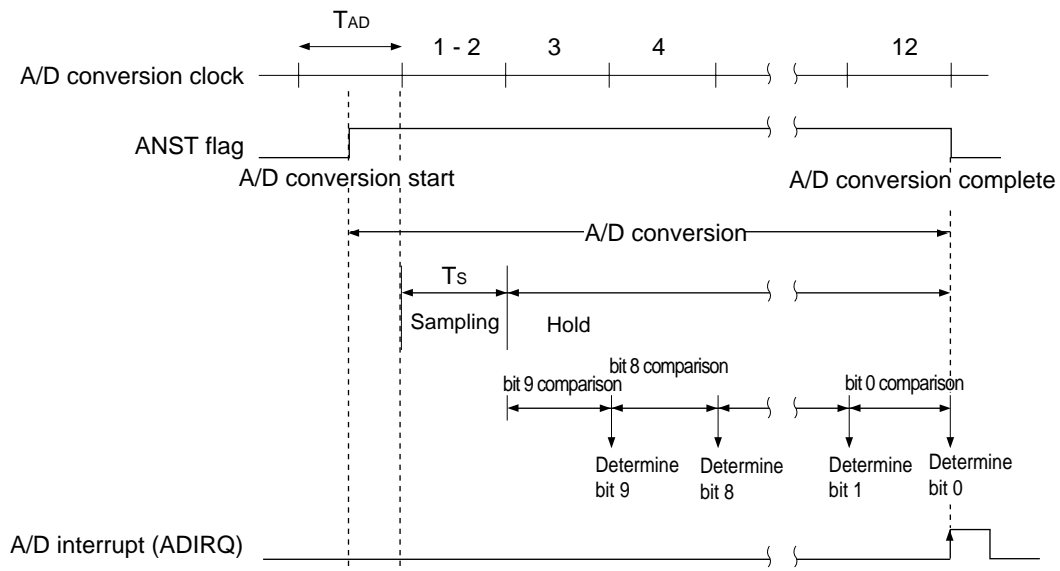 TAD
1 - 2
3
4
12
A/D conversion clock
ANST flag
A/D conversion start
A/D conversion complete
A/D conversion
Ts
Sampling
Hold
bit 9 comparison
bit 8 comparison
bit 0 comparison
Determine
bit 9
Determine
bit 8
Determine
bit 1
Determine
bit 0
A/D interrupt (ADIRQ)